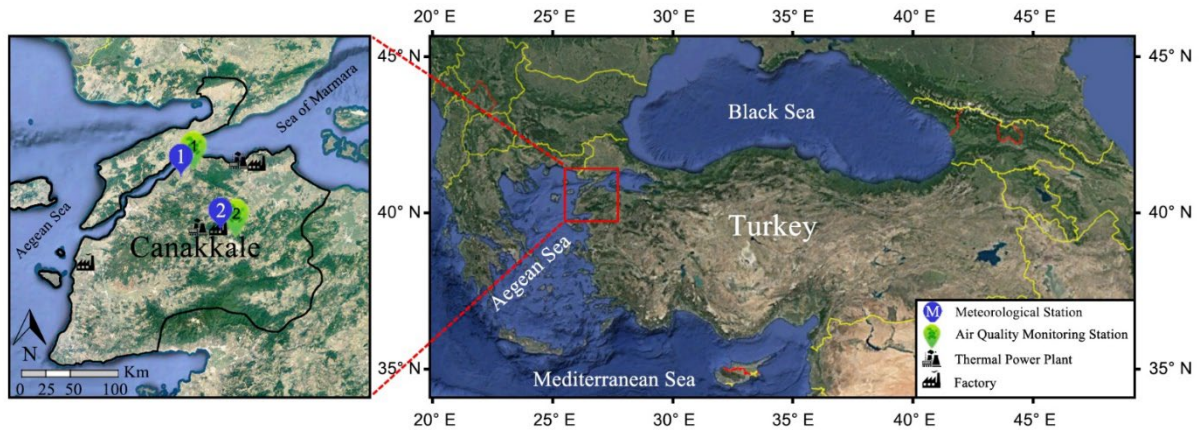 20° E 25° E 30° E 35° E 40° E 45° E
45° N
40° N
35° N
45° N
40° N
35° N
20° E 25° E 30° E 35° E 40° E 45° E
Sea of Marmara
1
1
2
2
Canakkale
Aegean Sea
N
Km
0 25 50 100
Black Sea
Turkey
Aegean Sea
Mediterranean Sea
M Meteorological Station
Air Quality Monitoring Station
Thermal Power Plant
Factory